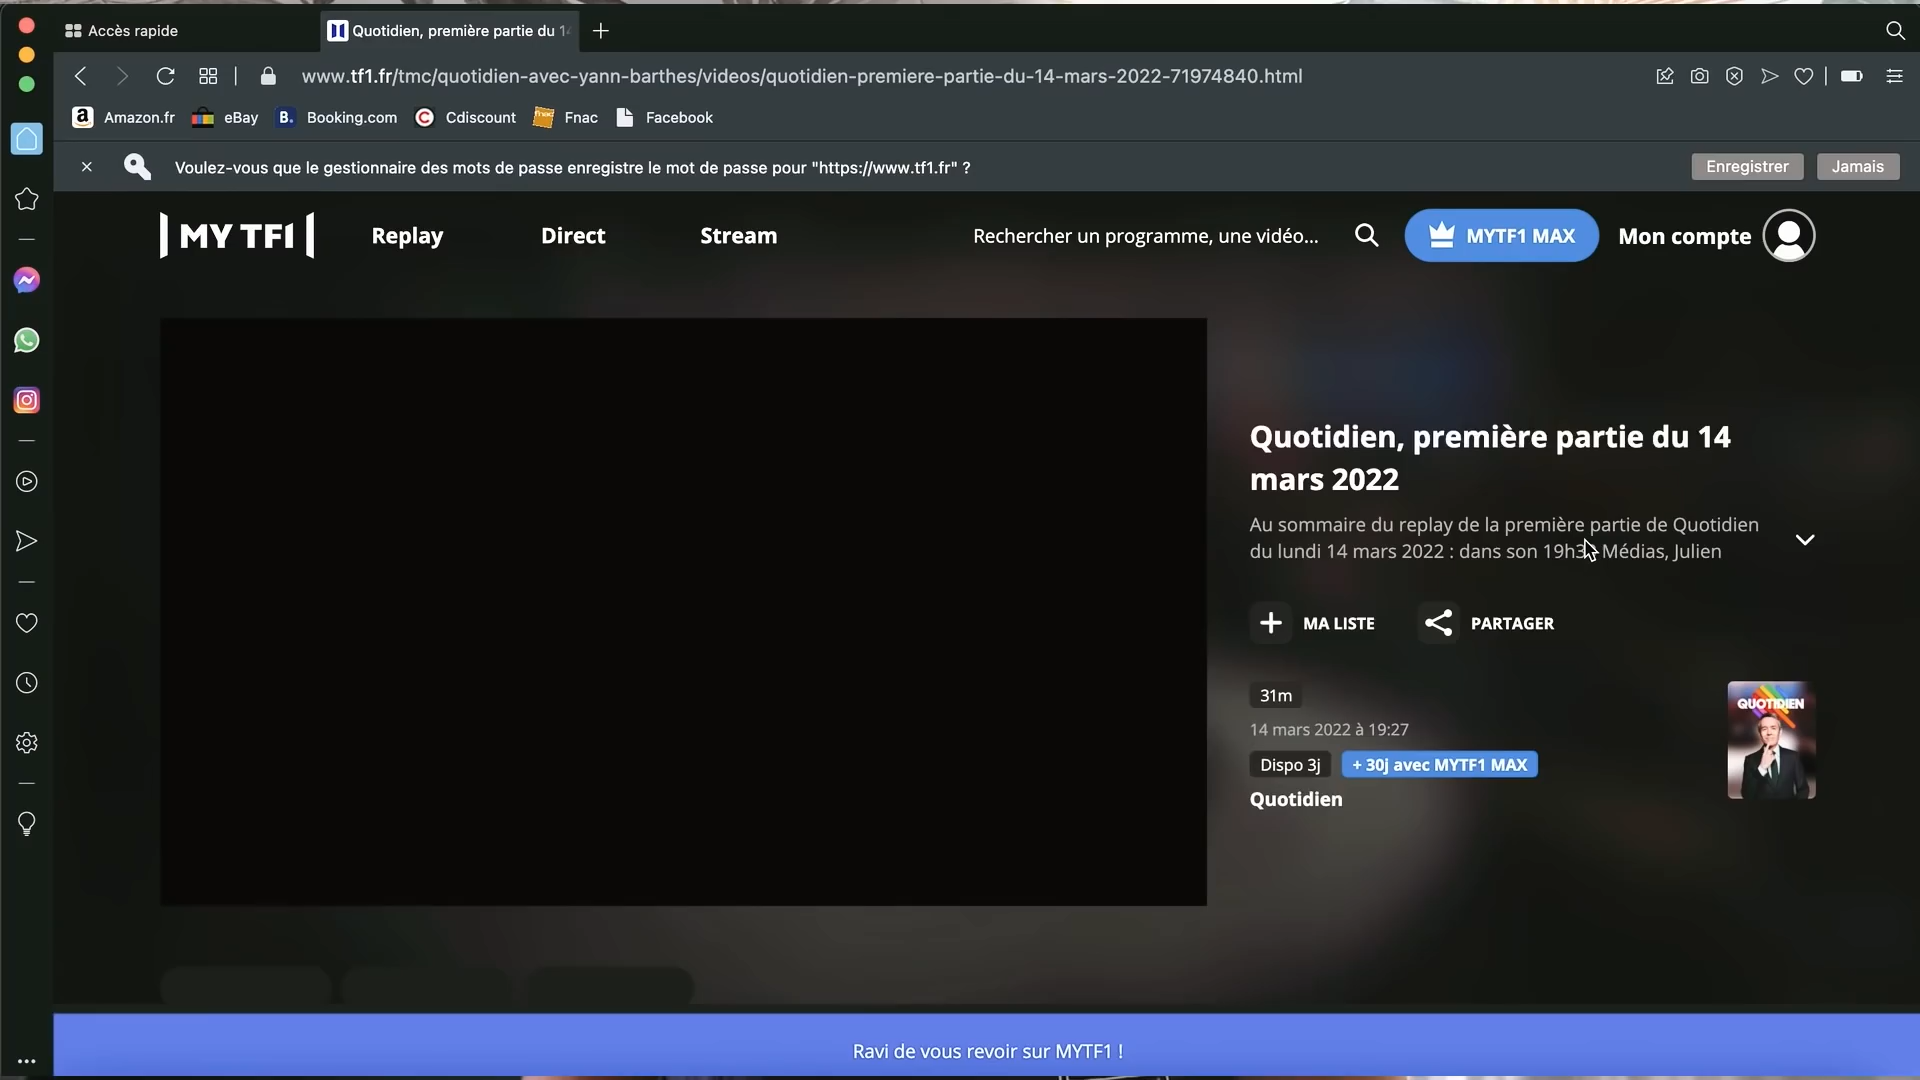 Accès rapide
Quotidien, première partie du 14
www.tf1.fr/tmc/quotidien-avec-yann-barthes/videos/quotidien-premiere-partie-du-14-mars-2022-71974840.html
a Amazon.fr eBay B. Booking.com C Cdiscount fnac Fnac Facebook
Voulez-vous que le gestionnaire des mots de passe enregistre le mot de passe pour "https://www.tf1.fr" ?
Enregistrer Jamais
MY TF1 Replay Direct Stream Rechercher un programme, une vidéo... MYTF1 MAX Mon compte
Quotidien, première partie du 14
mars 2022
Au sommaire du replay de la première partie de Quotidien
du lundi 14 mars 2022 : dans son Médias, Julien
MA LISTE PARTAGER
31m
14 mars 2022 à 19:27
Dispo 3j + 30j avec MYTF1 MAX
Quotidien
QUOTIDIEN
Ravi de vous revoir sur MYTF1 !